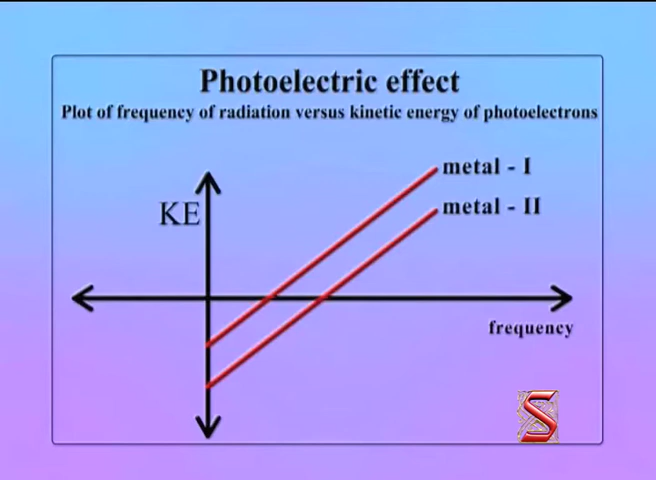 Photoelectric effect
Plot of frequency of radiation versus kinetic energy of photoelectrons
metal - I
KE
metal - II
frequency
S